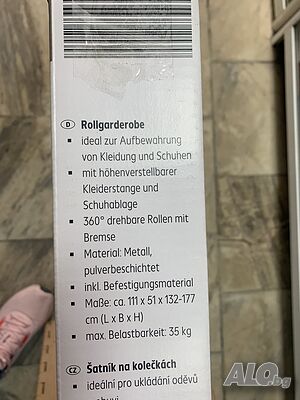 D Rollgarderobe
▪ ideal zur Aufbewahrung
von Kleidung und Schuhen
▪ mit höhenverstellbarer
Kleiderstange und
Schuhablage
▪ 360° drehbare Rollen mit
Bremse
▪ Material: Metall,
pulverbeschichtet
▪ inkl. Befestigungsmaterial
▪ Maße: ca. 111 x 51 x 132-177
cm (L x B x H)
▪ max. Belastbarkeit: 35 kg
CZ Šatník na kolečkách
▪ ideální pro ukládání oděvů
ALO.bg